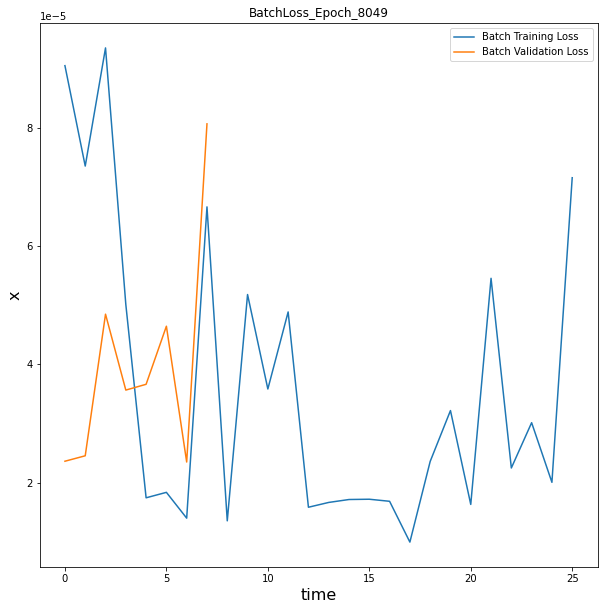 BatchLoss_Epoch_8049
1e−5
Batch Training Loss
Batch Validation Loss
8
6
4
2
x
0 5 10 15 20 25
time